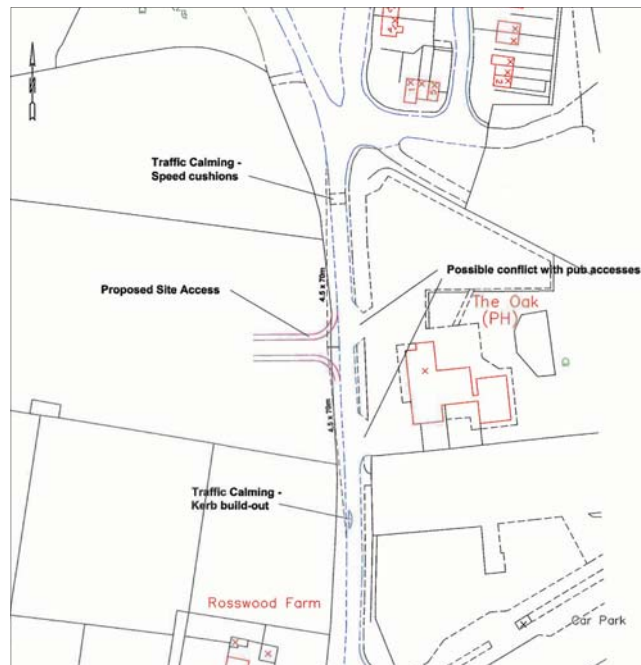 Traffic Calming -
Speed cushions
Possible conflict with pub accesses
4.5 x 70m
Proposed Site Access
The Oak
(PH)
4.5 x 70m
Traffic Calming -
Kerb build-out
Rosswood Farm
Car Park